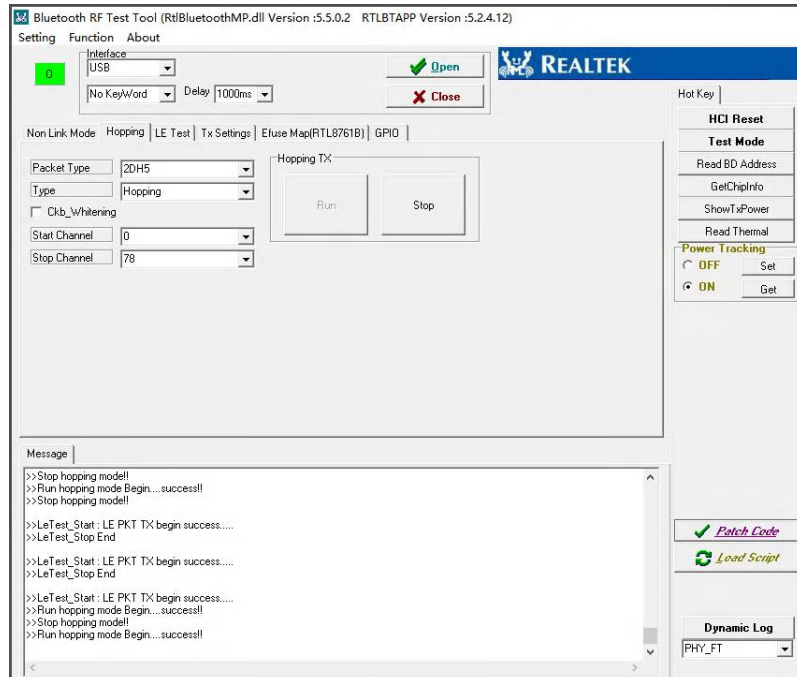 Bluetooth RF Test Tool (RtlBluetoothMP.dll Version :5.5.0.2 RTLBTAPP Version :5.2.4.12)
Setting Function About
Interface
0
USB
Open
REALTEK
No KeyWord
Delay
1000ms
Close
Hot Key
HCI Reset
Test Mode
Read BD Address
GetChipInfo
ShowTxPower
Read Thermal
Power Tracking
OFF
Set
ON
Get
Non Link Mode Hopping LE Test Tx Settings Efuse Map(RTL8761B) GPIO
Packet Type 2DH5
Type Hopping
Ckb_Whitening
Start Channel 0
Stop Channel 78
Hopping TX
Run Stop
Message
>>Stop hopping mode!!
>>Run hopping mode Begin....success!!
>>Stop hopping mode!!
>>LeTest_Start : LE PKT TX begin success.....
>>LeTest_Stop End
>>LeTest_Start : LE PKT TX begin success.....
>>LeTest_Stop End
>>LeTest_Start : LE PKT TX begin success.....
>>Run hopping mode Begin....success!!
>>Stop hopping mode!!
>>Run hopping mode Begin....success!!
Patch Code
Load Script
Dynamic Log
PHY_FT